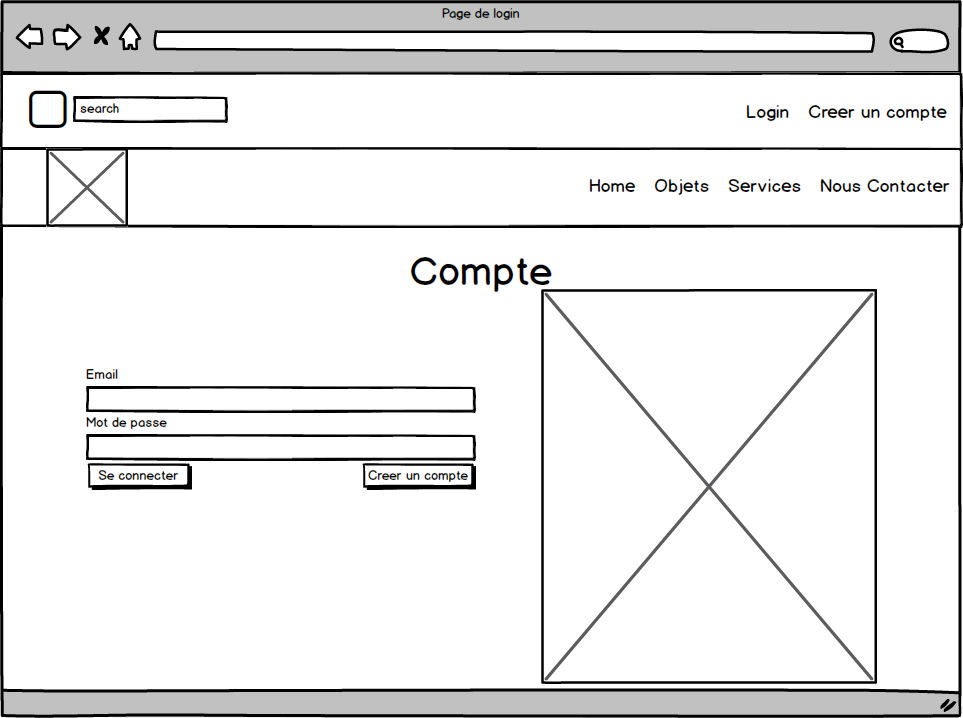 Page de login
search
Login Creer un compte
Home Objets Services Nous Contacter
Compte
Email
Mot de passe
Se connecter Creer un compte